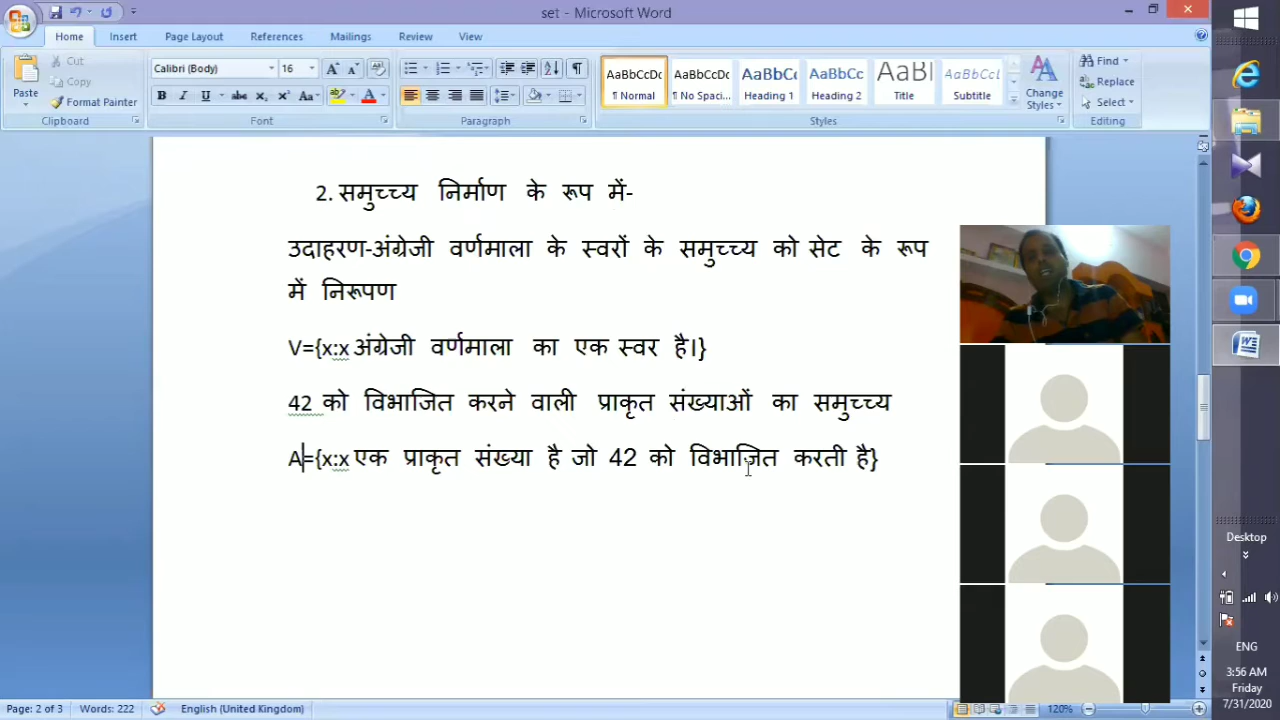 set - Microsoft Word
Home Insert Page Layout References Mailings Review View
Paste
Cut
Copy
Format Painter
Clipboard
Calibri (Body) 16
Font
Paragraph
AaBbCcDc AaBbCcDc AaBbCc AaBbCc AaBl AaBbCcL
¶ Normal ¶ No Spaci... Heading 1 Heading 2 Title Subtitle
Change Styles
Styles
Find
Replace
Select
Editing
2. समुच्च्य निर्माण के रूप में-
उदाहरण-अंग्रेजी वर्णमाला के स्वरों के समुच्च्य को सेट के रूप
में निरूपण
V={x:x अंग्रेजी वर्णमाला का एक स्वर है।}
42 को विभाजित करने वाली प्राकृत संख्याओं का समुच्च्य
A={x:x एक प्राकृत संख्या है जो 42 को विभाजित करती है}
Desktop
ENG
3:56 AM
Friday
7/31/2020
Page: 2 of 3 Words: 222 English (United Kingdom) 120%